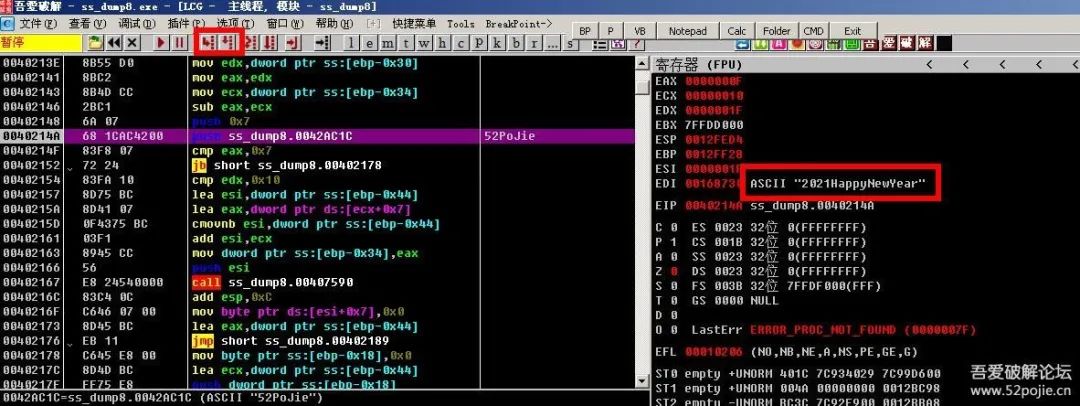 吾爱破解 - ss_dump8.exe - [LCG - 主线程, 模块 - ss_dump8]
文件(F) 查看(V) 调试(D) 插件(P) 选项(T) 窗口(W) 帮助(H) [+] 快捷菜单 Tools BreakPoint->
暂停 l e m t w h c P k b r ... s BP P VB Notepad Calc Folder CMD Exit
吾爱破解
0040213E 8B55 D0 mov edx,dword ptr ss:[ebp-0x30]
00402141 8BC2 mov eax,edx
00402143 8B4D CC mov ecx,dword ptr ss:[ebp-0x34]
00402146 2BC1 sub eax,ecx
00402148 6A 07 push 0x7
0040214A 68 1CAC4200 push ss_dump8.0042AC1C 52PoJie
0040214F 83F8 07 cmp eax,0x7
00402152 72 24 jb short ss_dump8.00402178
00402154 83FA 10 cmp edx,0x10
00402157 8D75 BC lea esi,dword ptr ss:[ebp-0x44]
0040215A 8D41 07 lea eax,dword ptr ds:[ecx+0x7]
0040215D 0F4375 BC cmovnb esi,dword ptr ss:[ebp-0x44]
00402161 03F1 add esi,ecx
00402163 8945 CC mov dword ptr ss:[ebp-0x34],eax
00402166 56 push esi
00402167 E8 24540000 call ss_dump8.00407590
0040216C 83C4 0C add esp,0xC
0040216F C646 07 00 mov byte ptr ds:[esi+0x7],0x0
00402173 8D45 BC lea eax,dword ptr ss:[ebp-0x44]
00402176 EB 11 jmp short ss_dump8.00402189
00402178 C645 E8 00 mov byte ptr ss:[ebp-0x18],0x0
0040217C 8D4D BC lea ecx,dword ptr ss:[ebp-0x44]
0040217F FF75 E8 push dword ptr ss:[ebp-0x18]
0042AC1C=ss_dump8.0042AC1C (ASCII "52PoJie")
寄存器 (FPU) < < < < <
EAX 0000000F
ECX 00000010
EDX 0000001F
EBX 7FFDD000
ESP 0012FED4
EBP 0012FF28
ESI 0000001F
EDI 0016873 ASCII "2021HappyNewYear"
EIP 0040214A ss_dump8.0040214A
C 0 ES 0023 32位 0(FFFFFFFF)
P 1 CS 001B 32位 0(FFFFFFFF)
A 0 SS 0023 32位 0(FFFFFFFF)
Z 0 DS 0023 32位 0(FFFFFFFF)
S 0 FS 003B 32位 7FFDF000(FFF)
T 0 GS 0000 NULL
D 0
O 0 LastErr ERROR_PROC_NOT_FOUND (0000007F)
EFL 00010206 (NO,NB,NE,A,NS,PE,GE,G)
ST0 empty +UNORM 401C 7C934029 7C99D600
ST1 empty +UNORM 004A 00000000 0012BC98
ST2 empty -UNORM BC3C 7C92F900 0012BBA8
吾爱破解论坛
www.52pojie.cn